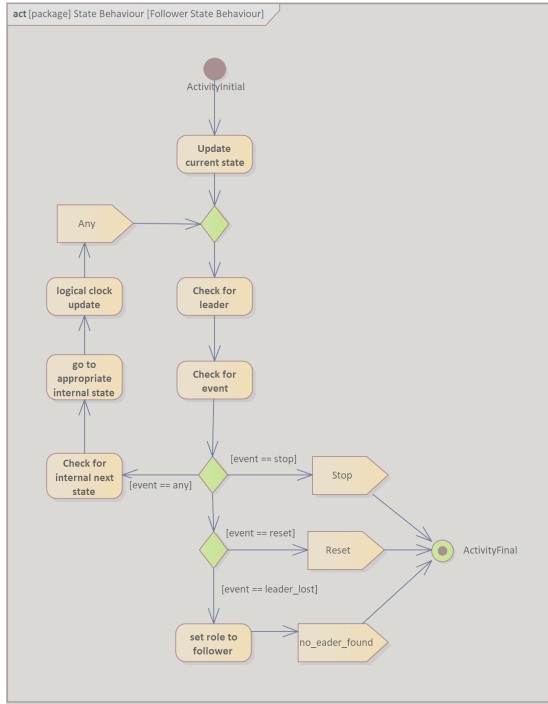 act [package] State Behaviour [Follower State Behaviour]
ActivityInitial
Update
current state
Any
logical clock
update
Check for
leader
go to
appropriate
internal state
Check for
event
[event == stop]
Check for
internal next
state
[event == any]
Stop
[event == reset]
Reset
ActivityFinal
[event == leader_lost]
set role to
follower
no_eader_found